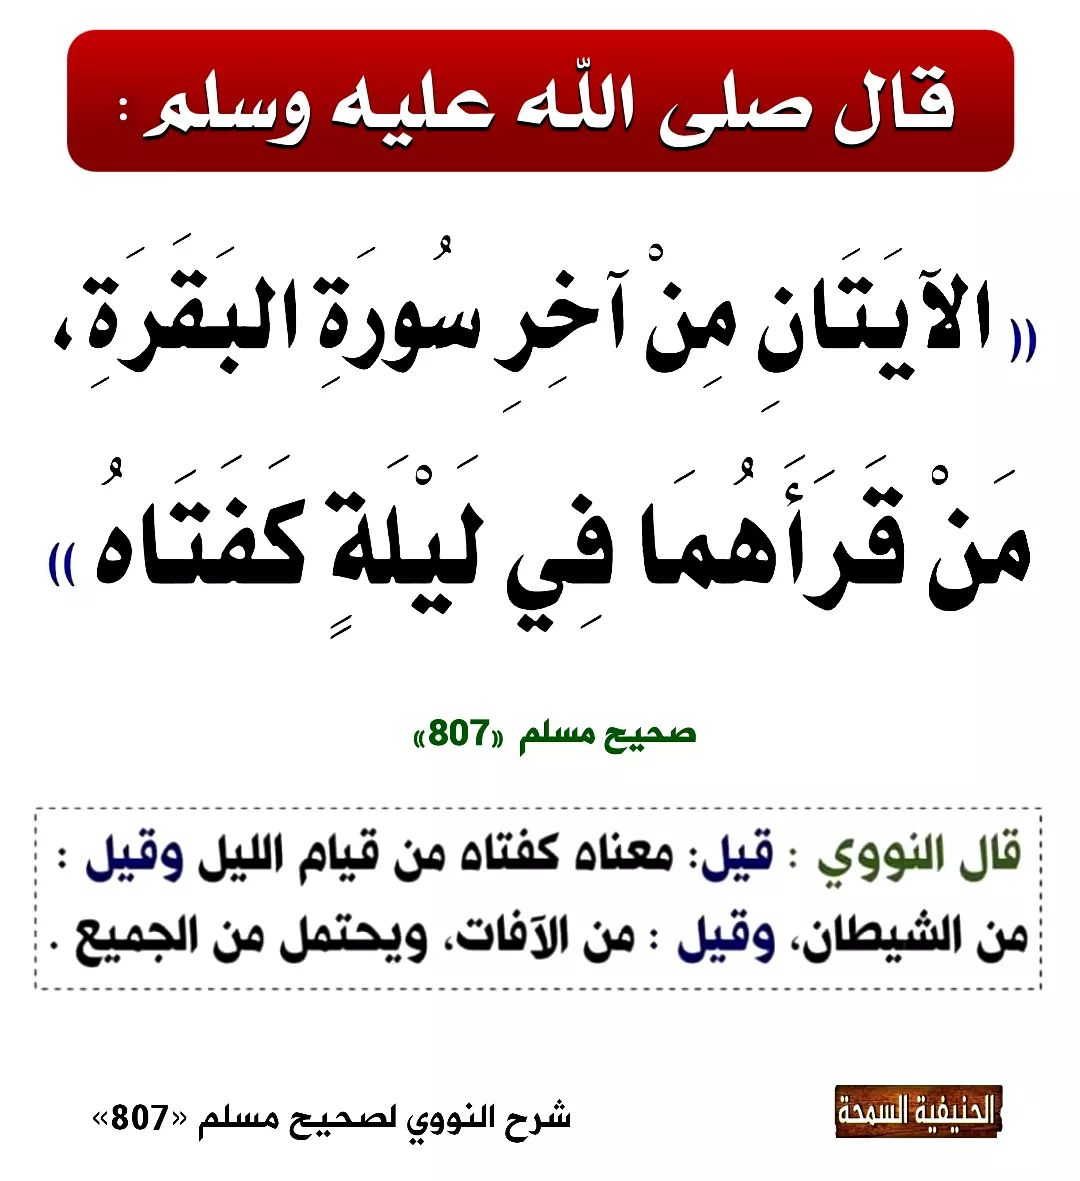 قال صلى الله عليه وسلم :
(( الآيَتَانِ مِنْ آخِرِ سُورَةِ البَقَرَةِ،
مَنْ قَرَأَهُمَا فِي لَيْلَةٍ كَفَتَاهُ ))
صحيح مسلم ((807))
قال النووي : قيل: معناه كفتاه من قيام الليل وقيل :
من الشيطان، وقيل : من الآفات، ويحتمل من الجميع .
شرح النووي لصحيح مسلم «807»
الحنيفية السمحة